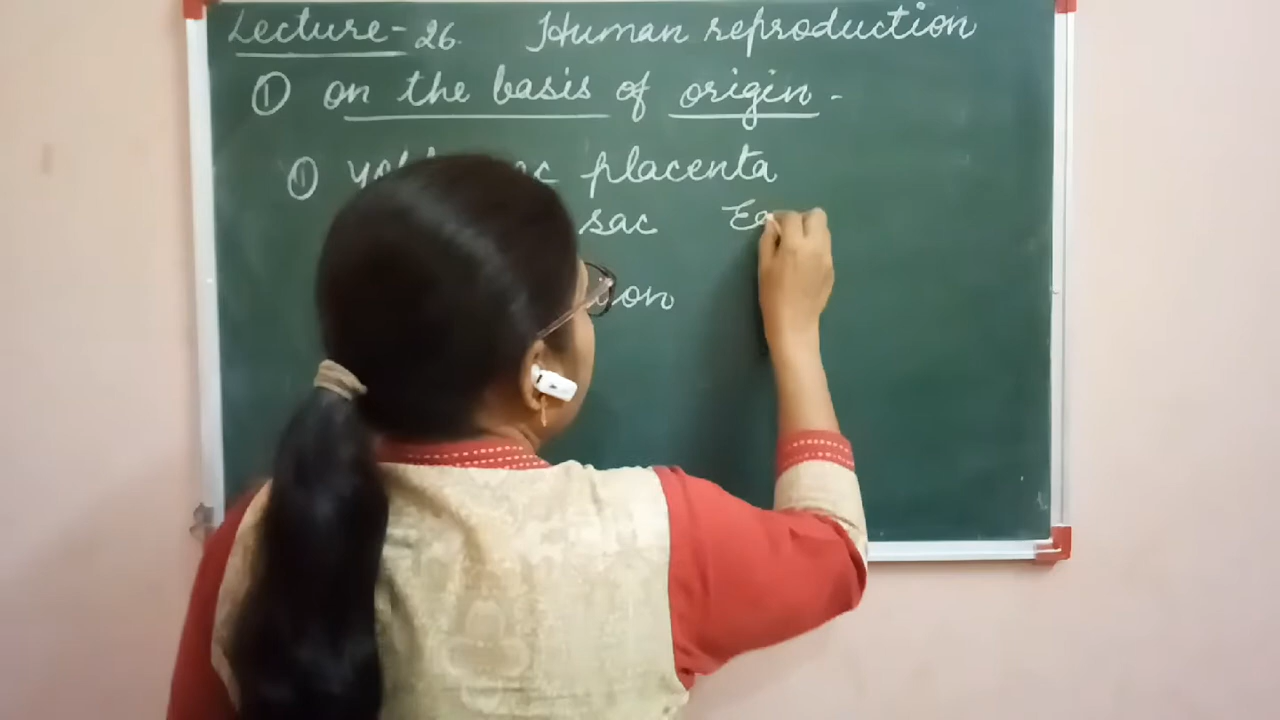 Lecture- 26. Human reproduction
① on the basis of origin -
① placenta
sac